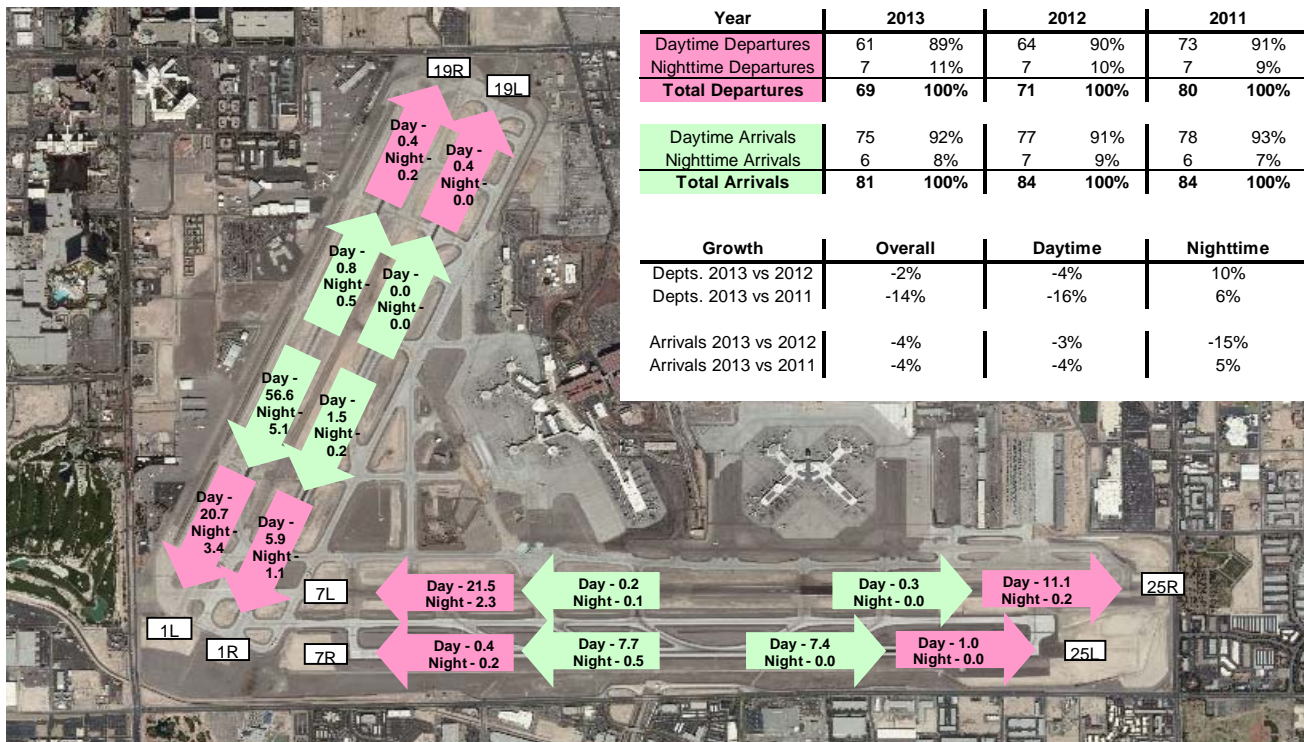 Year 2013 2012 2011
Daytime Departures 61 89% 64 90% 73 91%
Nighttime Departures 7 11% 7 10% 7 9%
Total Departures 69 100% 71 100% 80 100%
Daytime Arrivals 75 92% 77 91% 78 93%
Nighttime Arrivals 6 8% 7 9% 6 7%
Total Arrivals 81 100% 84 100% 84 100%
Growth Overall Daytime Nighttime
Depts. 2013 vs 2012 -2% -4% 10%
Depts. 2013 vs 2011 -14% -16% 6%
Arrivals 2013 vs 2012 -4% -3% -15%
Arrivals 2013 vs 2011 -4% -4% 5%
19R
19L
Day -
0.4
Night -
0.2
Day -
0.4
Night -
0.0
Day -
0.8
Night -
0.5
Day -
0.0
Night -
0.0
Day -
56.6
Night -
5.1
Day -
1.5
Night -
0.2
Day -
20.7
Night -
3.4
Day -
5.9
Night -
1.1
7L
Day - 21.5
Night - 2.3
Day - 0.2
Night - 0.1
Day - 0.3
Night - 0.0
Day - 11.1
Night - 0.2
25R
1L
1R
7R
Day - 0.4
Night - 0.2
Day - 7.7
Night - 0.5
Day - 7.4
Night - 0.0
Day - 1.0
Night - 0.0
25L